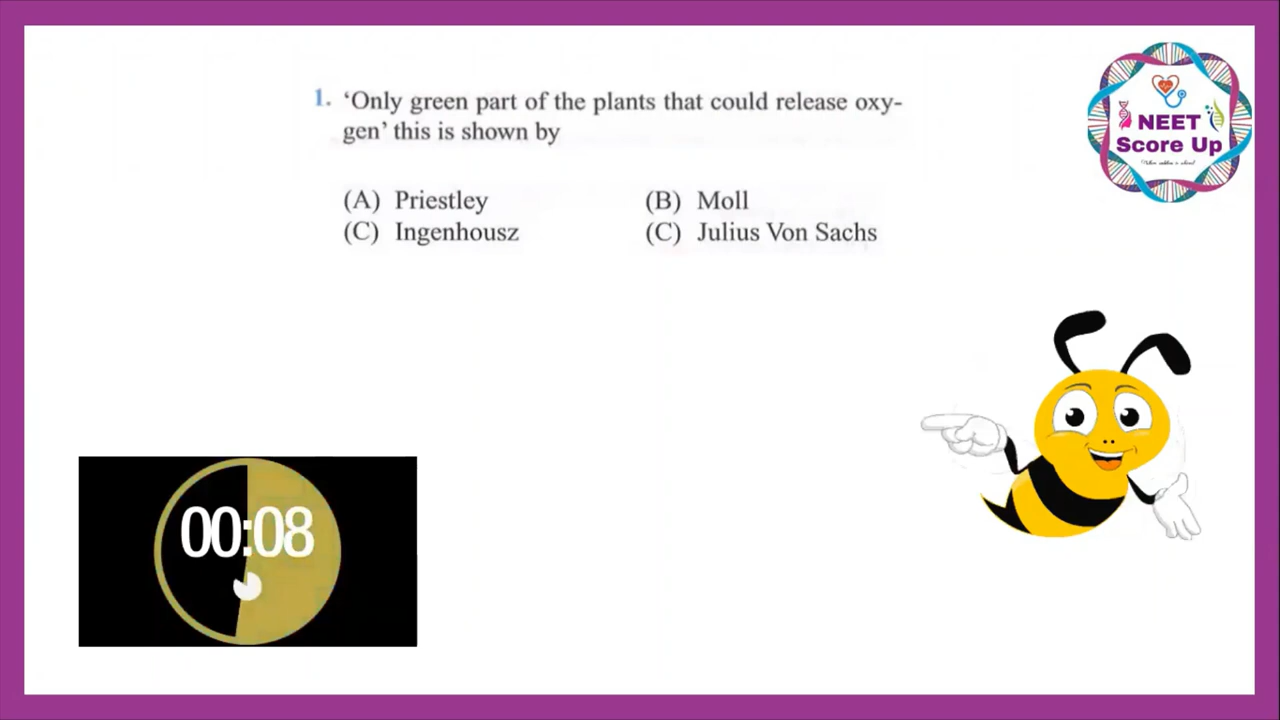 1. ‘Only green part of the plants that could release oxy-
gen’ this is shown by
(A) Priestley (B) Moll
(C) Ingenhousz (C) Julius Von Sachs
NEET
Score Up
00:08